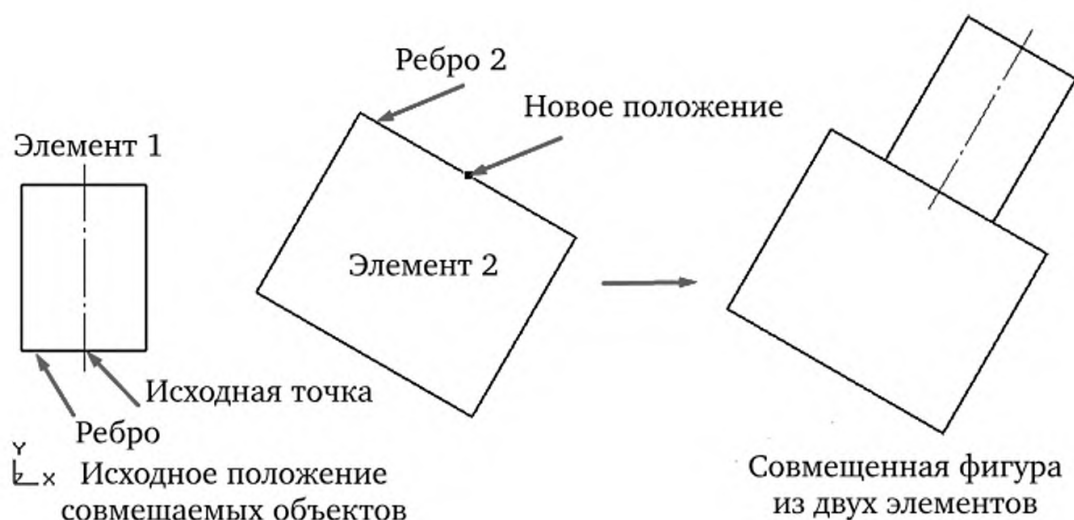 Ребро 2
Новое положение
Элемент 1
Элемент 2
Исходная точка
Ребро
Y
Z X
Исходное положение
совмещаемых объектов
Совмещенная фигура
из двух элементов